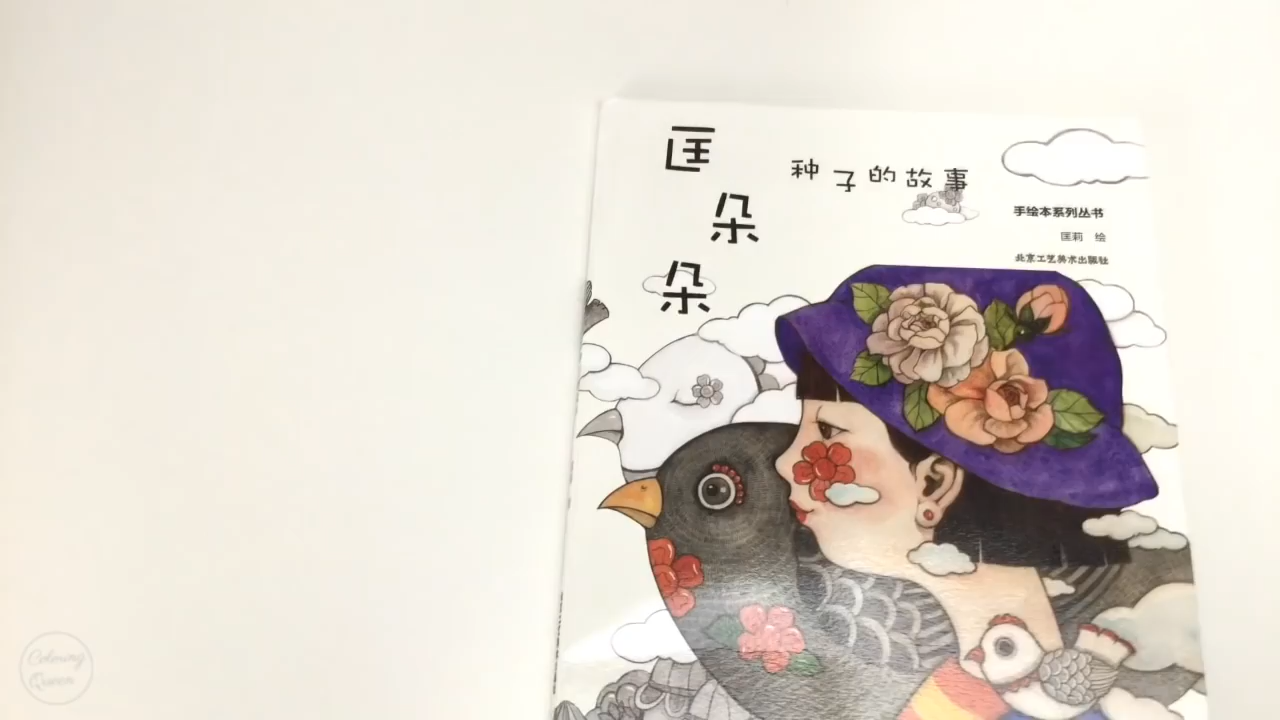 匡朵朵
种子的故事
手绘本系列丛书
匡莉 绘
北京工艺美术出版社
Coloring
Queen